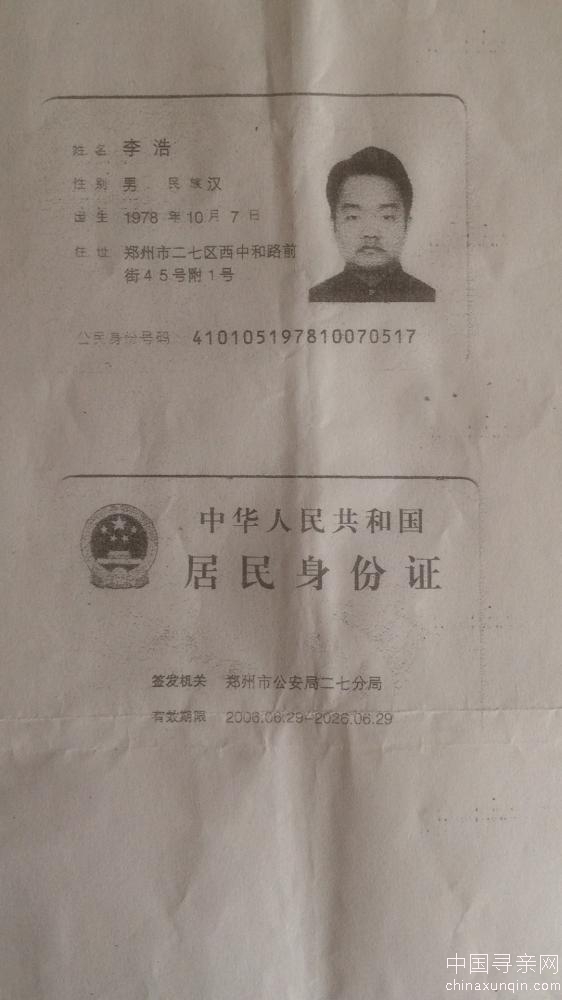 姓名 李浩
性别 男 民族 汉
出生 1978 年 10 月 7 日
住址 郑州市二七区西中和路前
街45号附1号
公民身份号码 410105197810070517
中华人民共和国
居民身份证
签发机关 郑州市公安局二七分局
有效期限 2006.06.29-2026.06.29
中国寻亲网
chinaxunqin.com